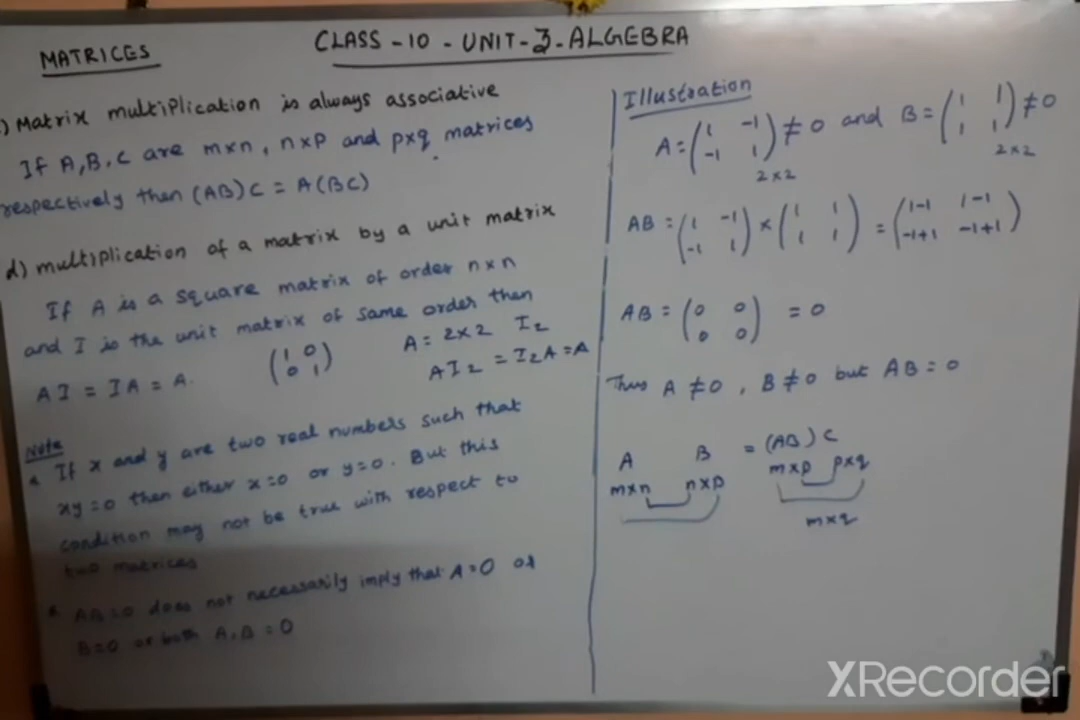 MATRICES
CLASS - 10 - UNIT - 3 - ALGEBRA
) Matrix multiplication is always associative
If A, B, C are m×n, n×p and p×q matrices
respectively then (AB)C = A(BC)
d) multiplication of a matrix by a unit matrix
If A is a square matrix of order n×n
and I is the unit matrix of same order then
AI = IA = A.
(1 0
0 1)
A = 2×2 I₂
AI₂ = I₂A = A
Note
* If x and y are two real numbers such that
xy = 0 then either x = 0 or y = 0. But this
condition may not be true with respect to
two matrices
* AB = 0 does not necessarily imply that A = 0 or
B = 0 or both A, B = 0
Illustration
A = (1 -1
-1 1) ≠ 0 and B = (1 1
1 1) ≠ 0
2×2 2×2
AB = (1 -1
-1 1) × (1 1
1 1) = (1-1 1-1
-1+1 -1+1)
AB = (0 0
0 0) = 0
Thus A ≠ 0, B ≠ 0 but AB = 0
A B = (AB) C
m×n n×p m×p p×q
m×q
XRecorder